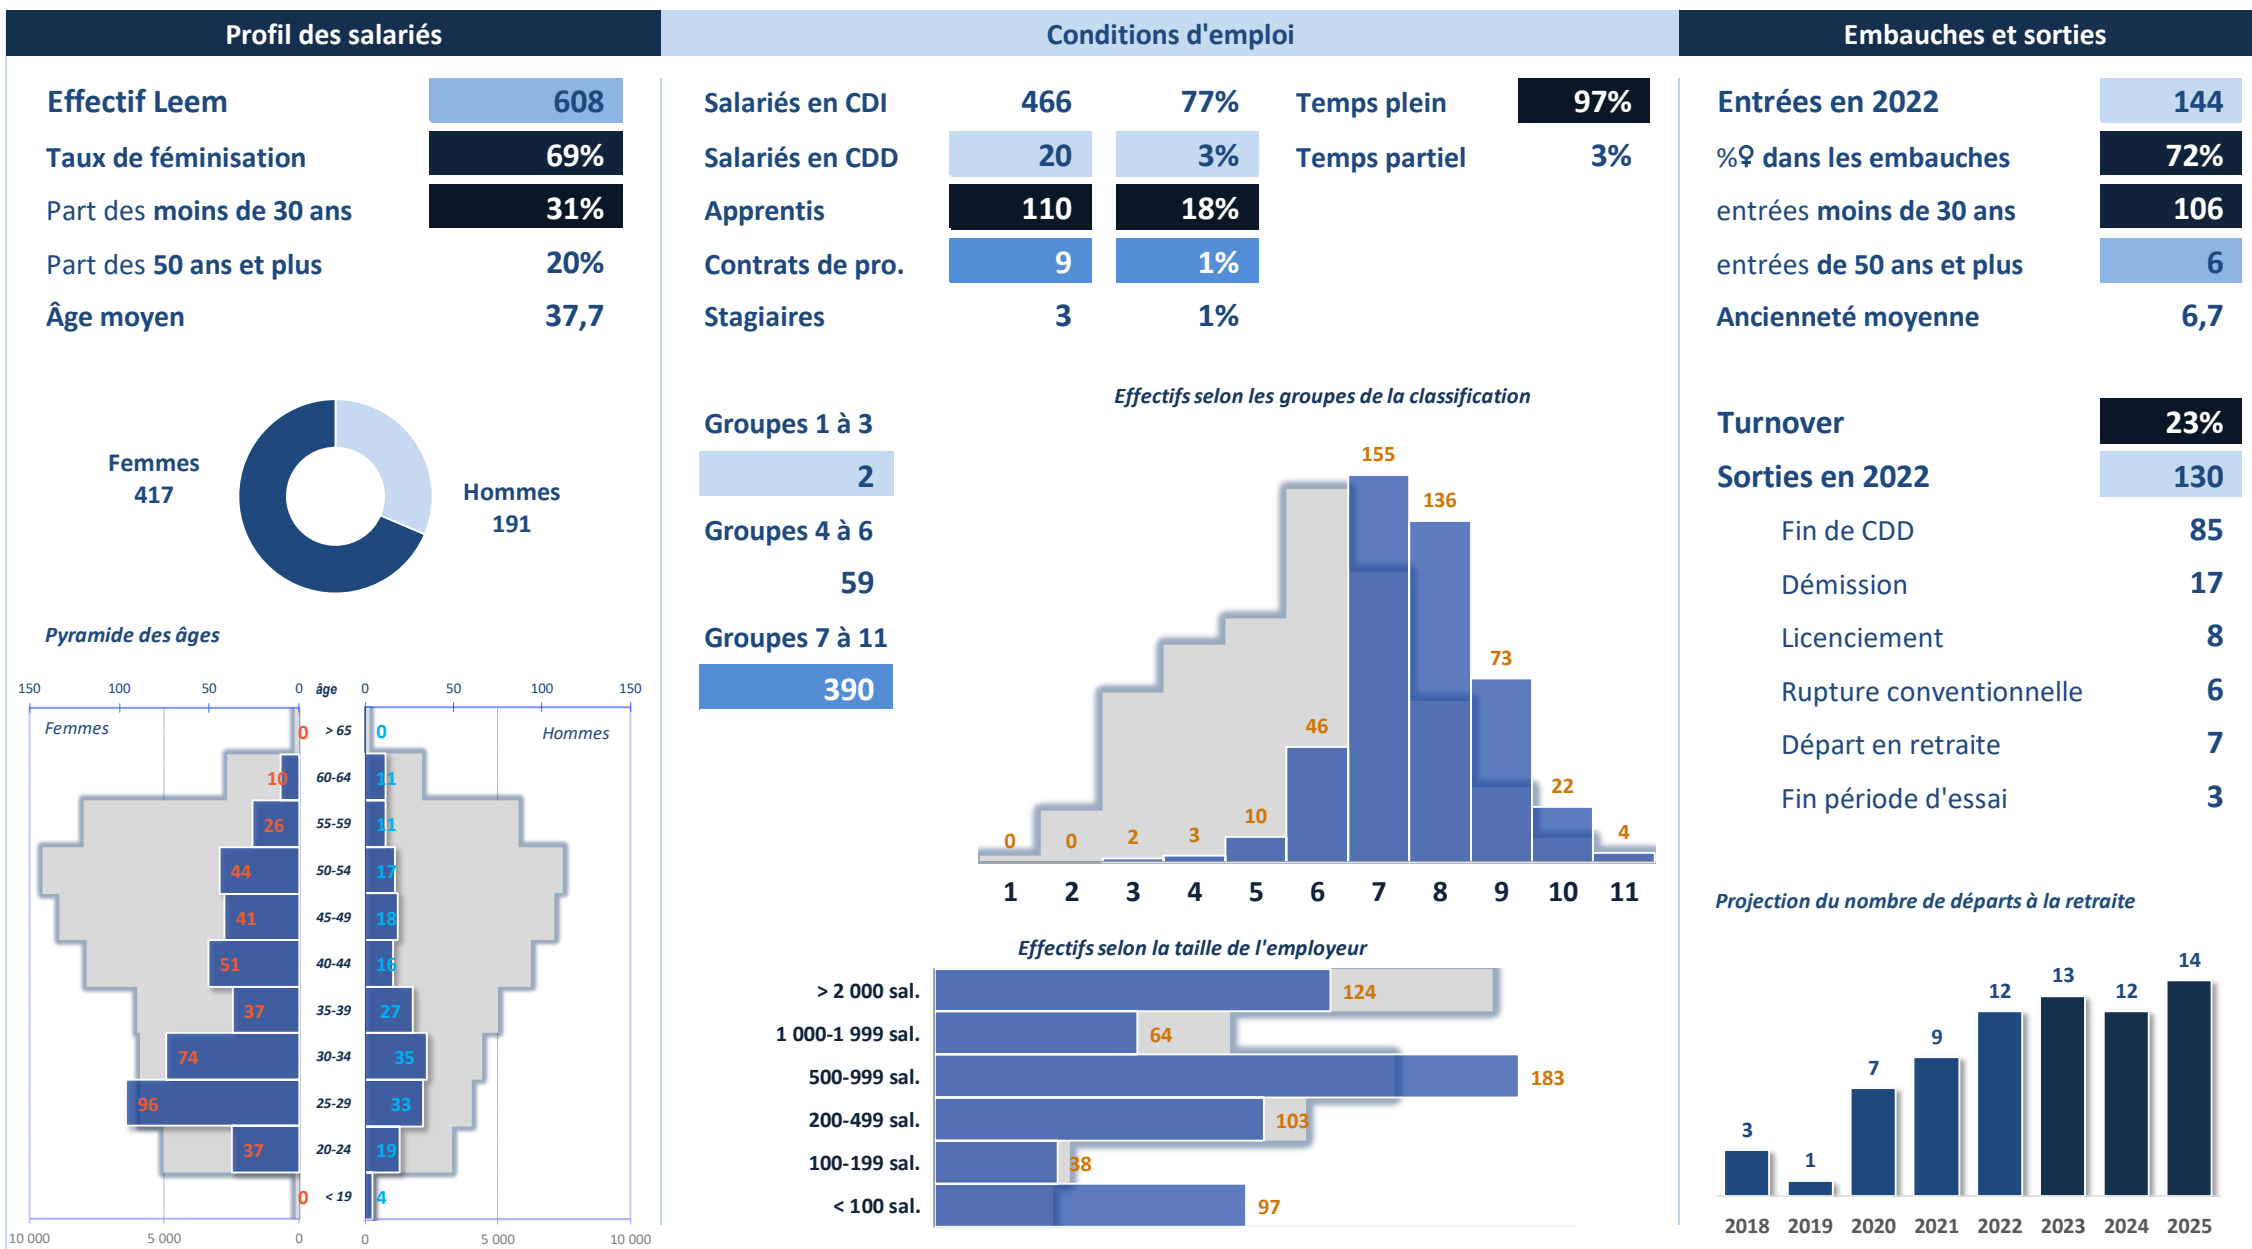 Profil des salariés
Effectif Leem 608
Taux de féminisation 69%
Part des moins de 30 ans 31%
Part des 50 ans et plus 20%
Âge moyen 37,7
Femmes
417
Hommes
191
Pyramide des âges
150 100 50 0 âge 0 50 100 150
Femmes Hommes
0 > 65 0
10 60-64 11
26 55-59 11
44 50-54 17
41 45-49 18
51 40-44 16
37 35-39 27
74 30-34 35
96 25-29 33
37 20-24 19
0 < 19 4
10 000 5 000 0 0 5 000 10 000
Conditions d'emploi
Salariés en CDI 466 77% Temps plein 97%
Salariés en CDD 20 3% Temps partiel 3%
Apprentis 110 18%
Contrats de pro. 9 1%
Stagiaires 3 1%
Groupes 1 à 3
2
Groupes 4 à 6
59
Groupes 7 à 11
390
Effectifs selon les groupes de la classification
0 0 2 3 10 46 155 136 73 22 4
1 2 3 4 5 6 7 8 9 10 11
Effectifs selon la taille de l'employeur
> 2 000 sal. 124
1 000-1 999 sal. 64
500-999 sal. 183
200-499 sal. 103
100-199 sal. 38
< 100 sal. 97
Embauches et sorties
Entrées en 2022 144
%♀ dans les embauches 72%
entrées moins de 30 ans 106
entrées de 50 ans et plus 6
Ancienneté moyenne 6,7
Turnover 23%
Sorties en 2022 130
Fin de CDD 85
Démission 17
Licenciement 8
Rupture conventionnelle 6
Départ en retraite 7
Fin période d'essai 3
Projection du nombre de départs à la retraite
3 1 7 9 12 13 12 14
2018 2019 2020 2021 2022 2023 2024 2025